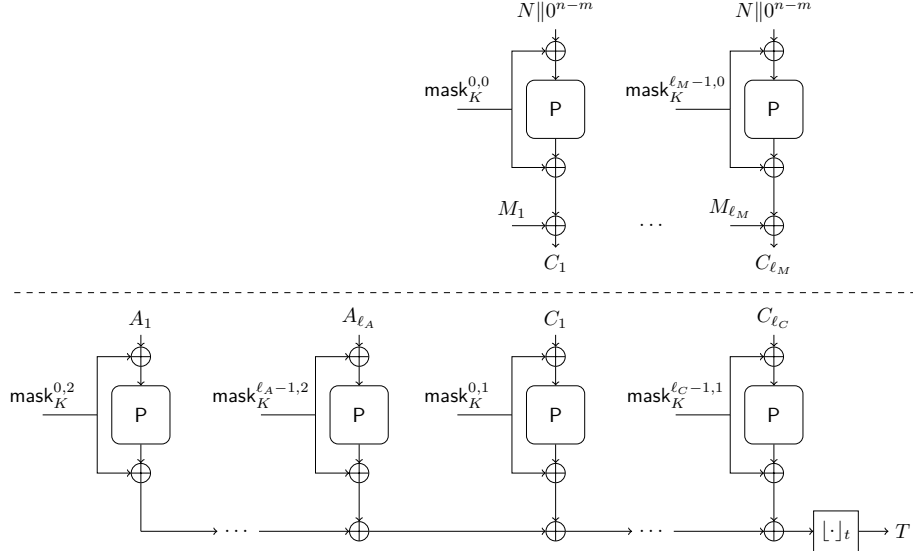 N∥0^{n−m} N∥0^{n−m}
mask_K^{0,0} P mask_K^{ℓ_M−1,0} P
M_1 ··· M_{ℓ_M}
C_1 C_{ℓ_M}
A_1 A_{ℓ_A} C_1 C_{ℓ_C}
mask_K^{0,2} P mask_K^{ℓ_A−1,2} P mask_K^{0,1} P mask_K^{ℓ_C−1,1} P
··· ··· ⌊·⌋_t T